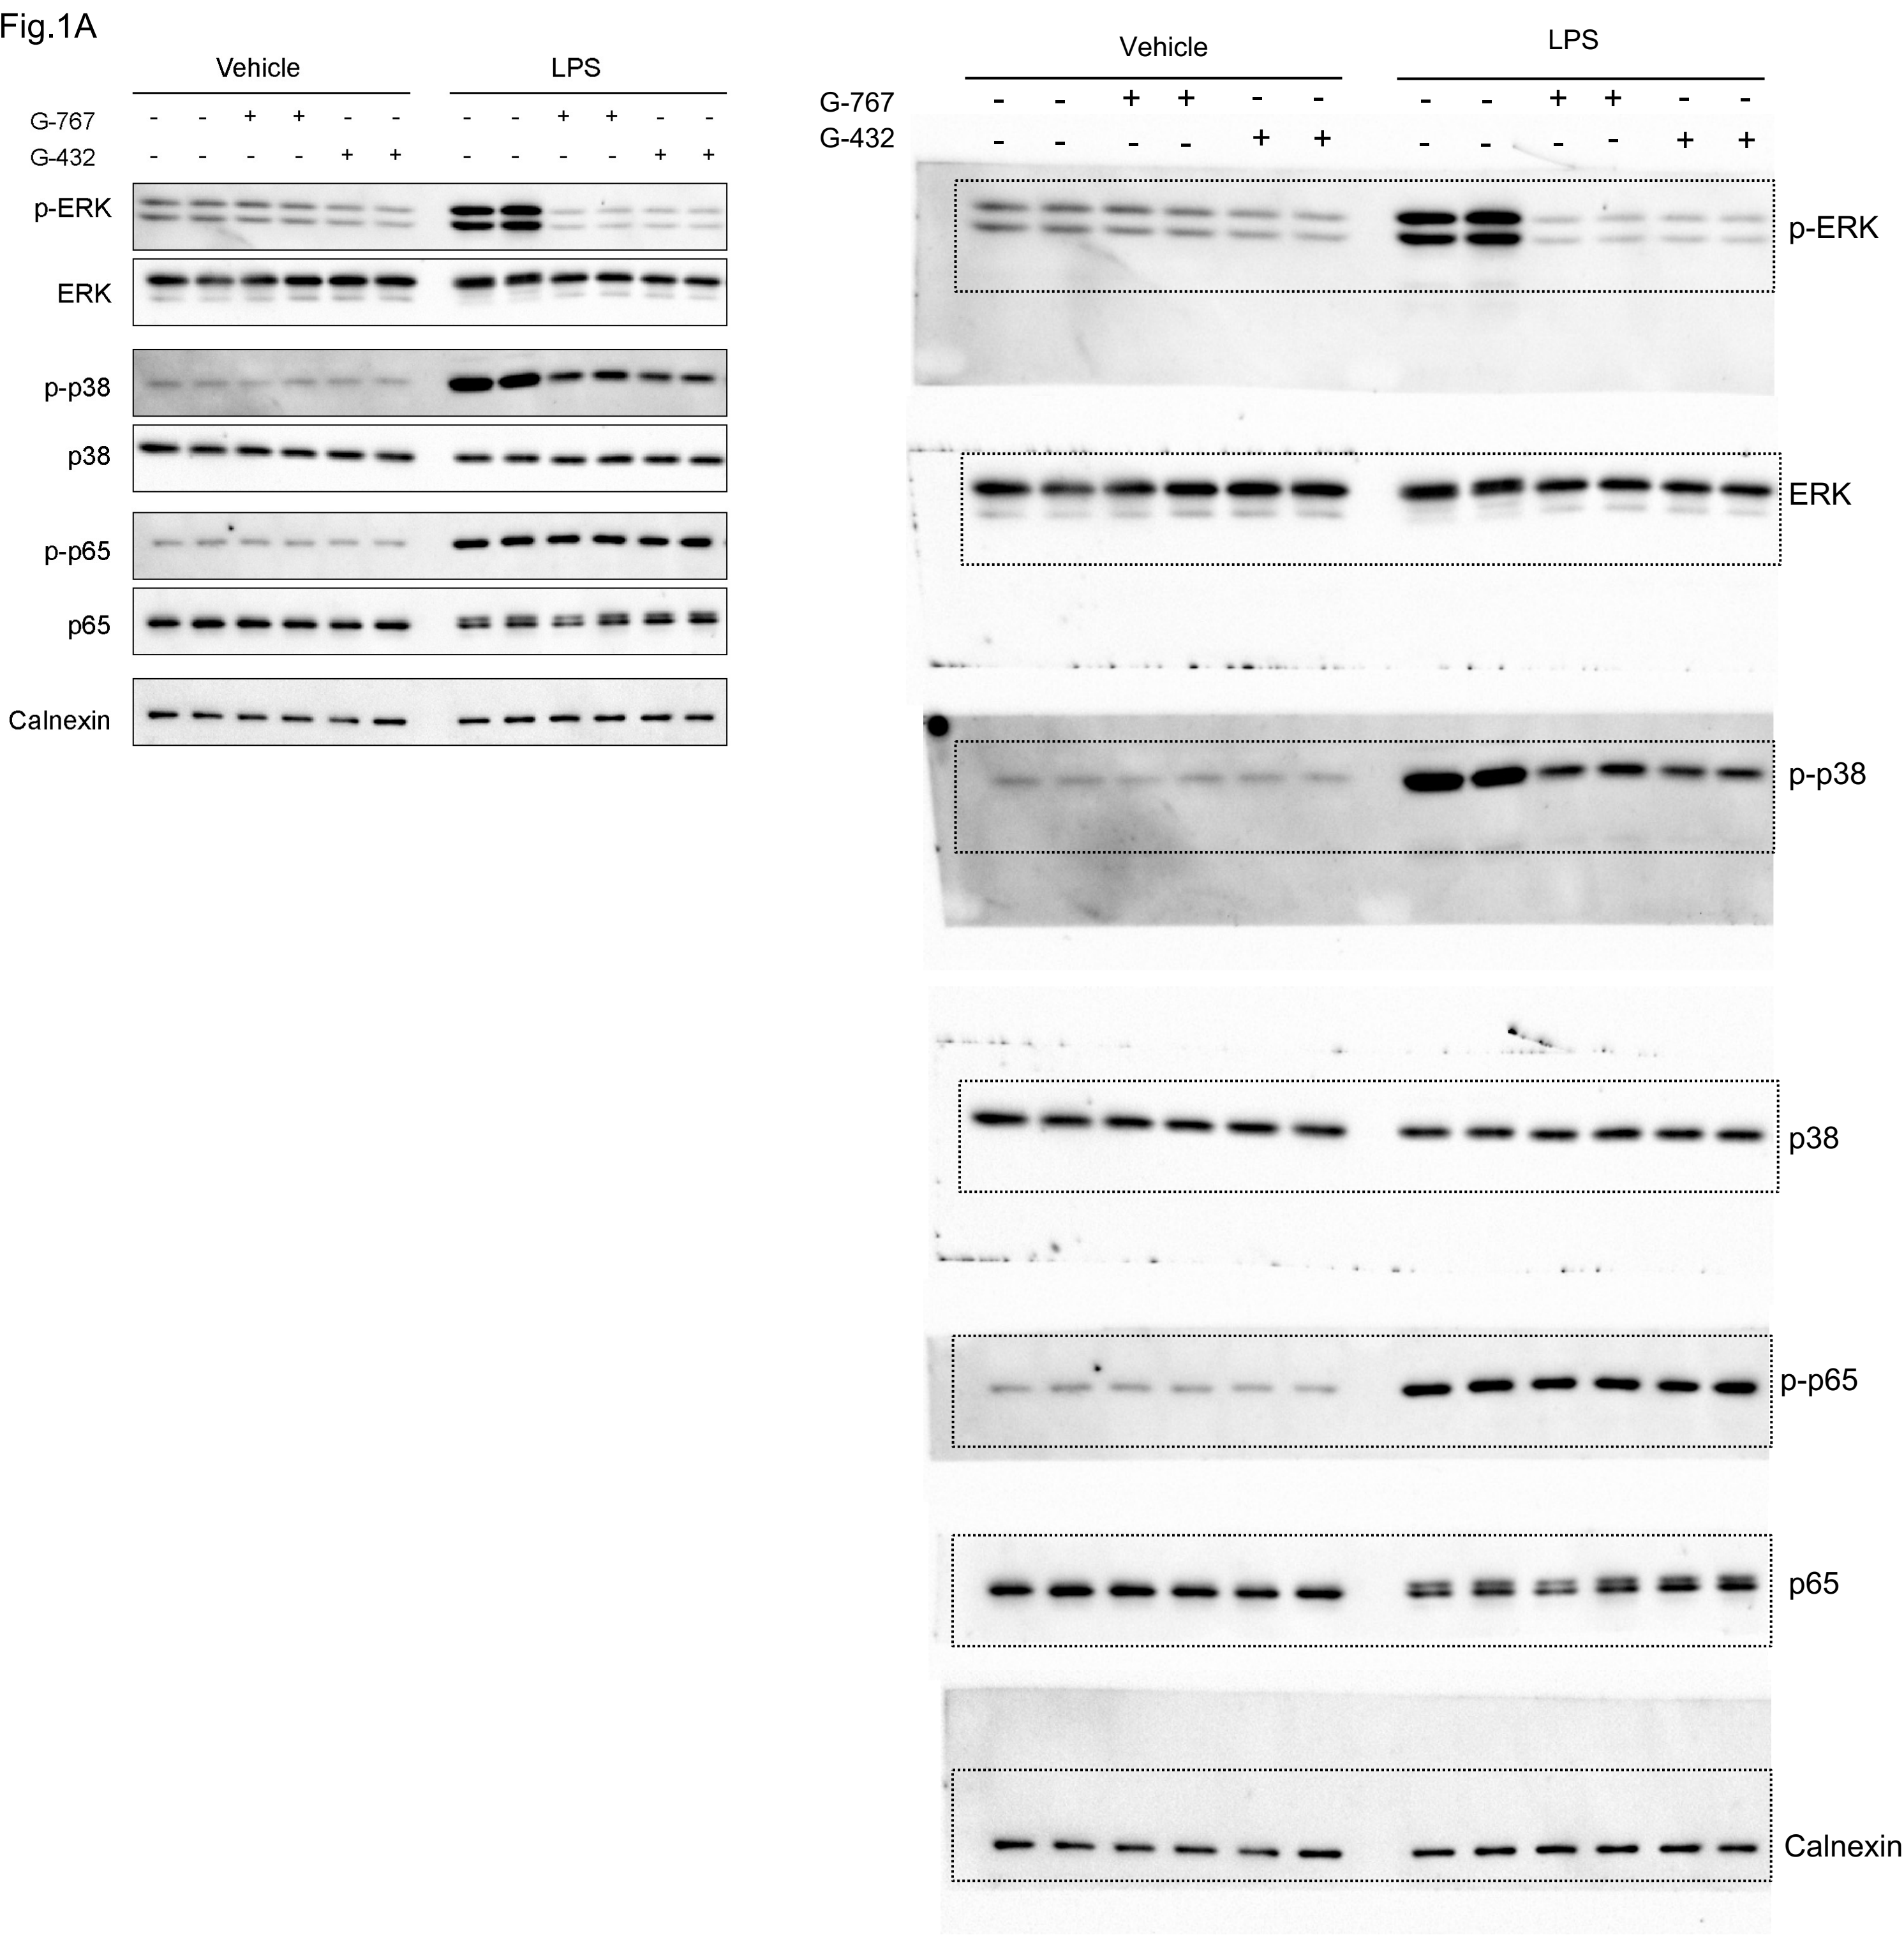 Fig.1A
Vehicle LPS
G-767 - - + + - - - - + + - -
G-432 - - - - + + - - - - + +
p-ERK
ERK
p-p38
p38
p-p65
p65
Calnexin
Vehicle LPS
G-767 - - + + - - - - + + - -
G-432 - - - - + + - - - - + +
p-ERK
ERK
p-p38
p38
p-p65
p65
Calnexin